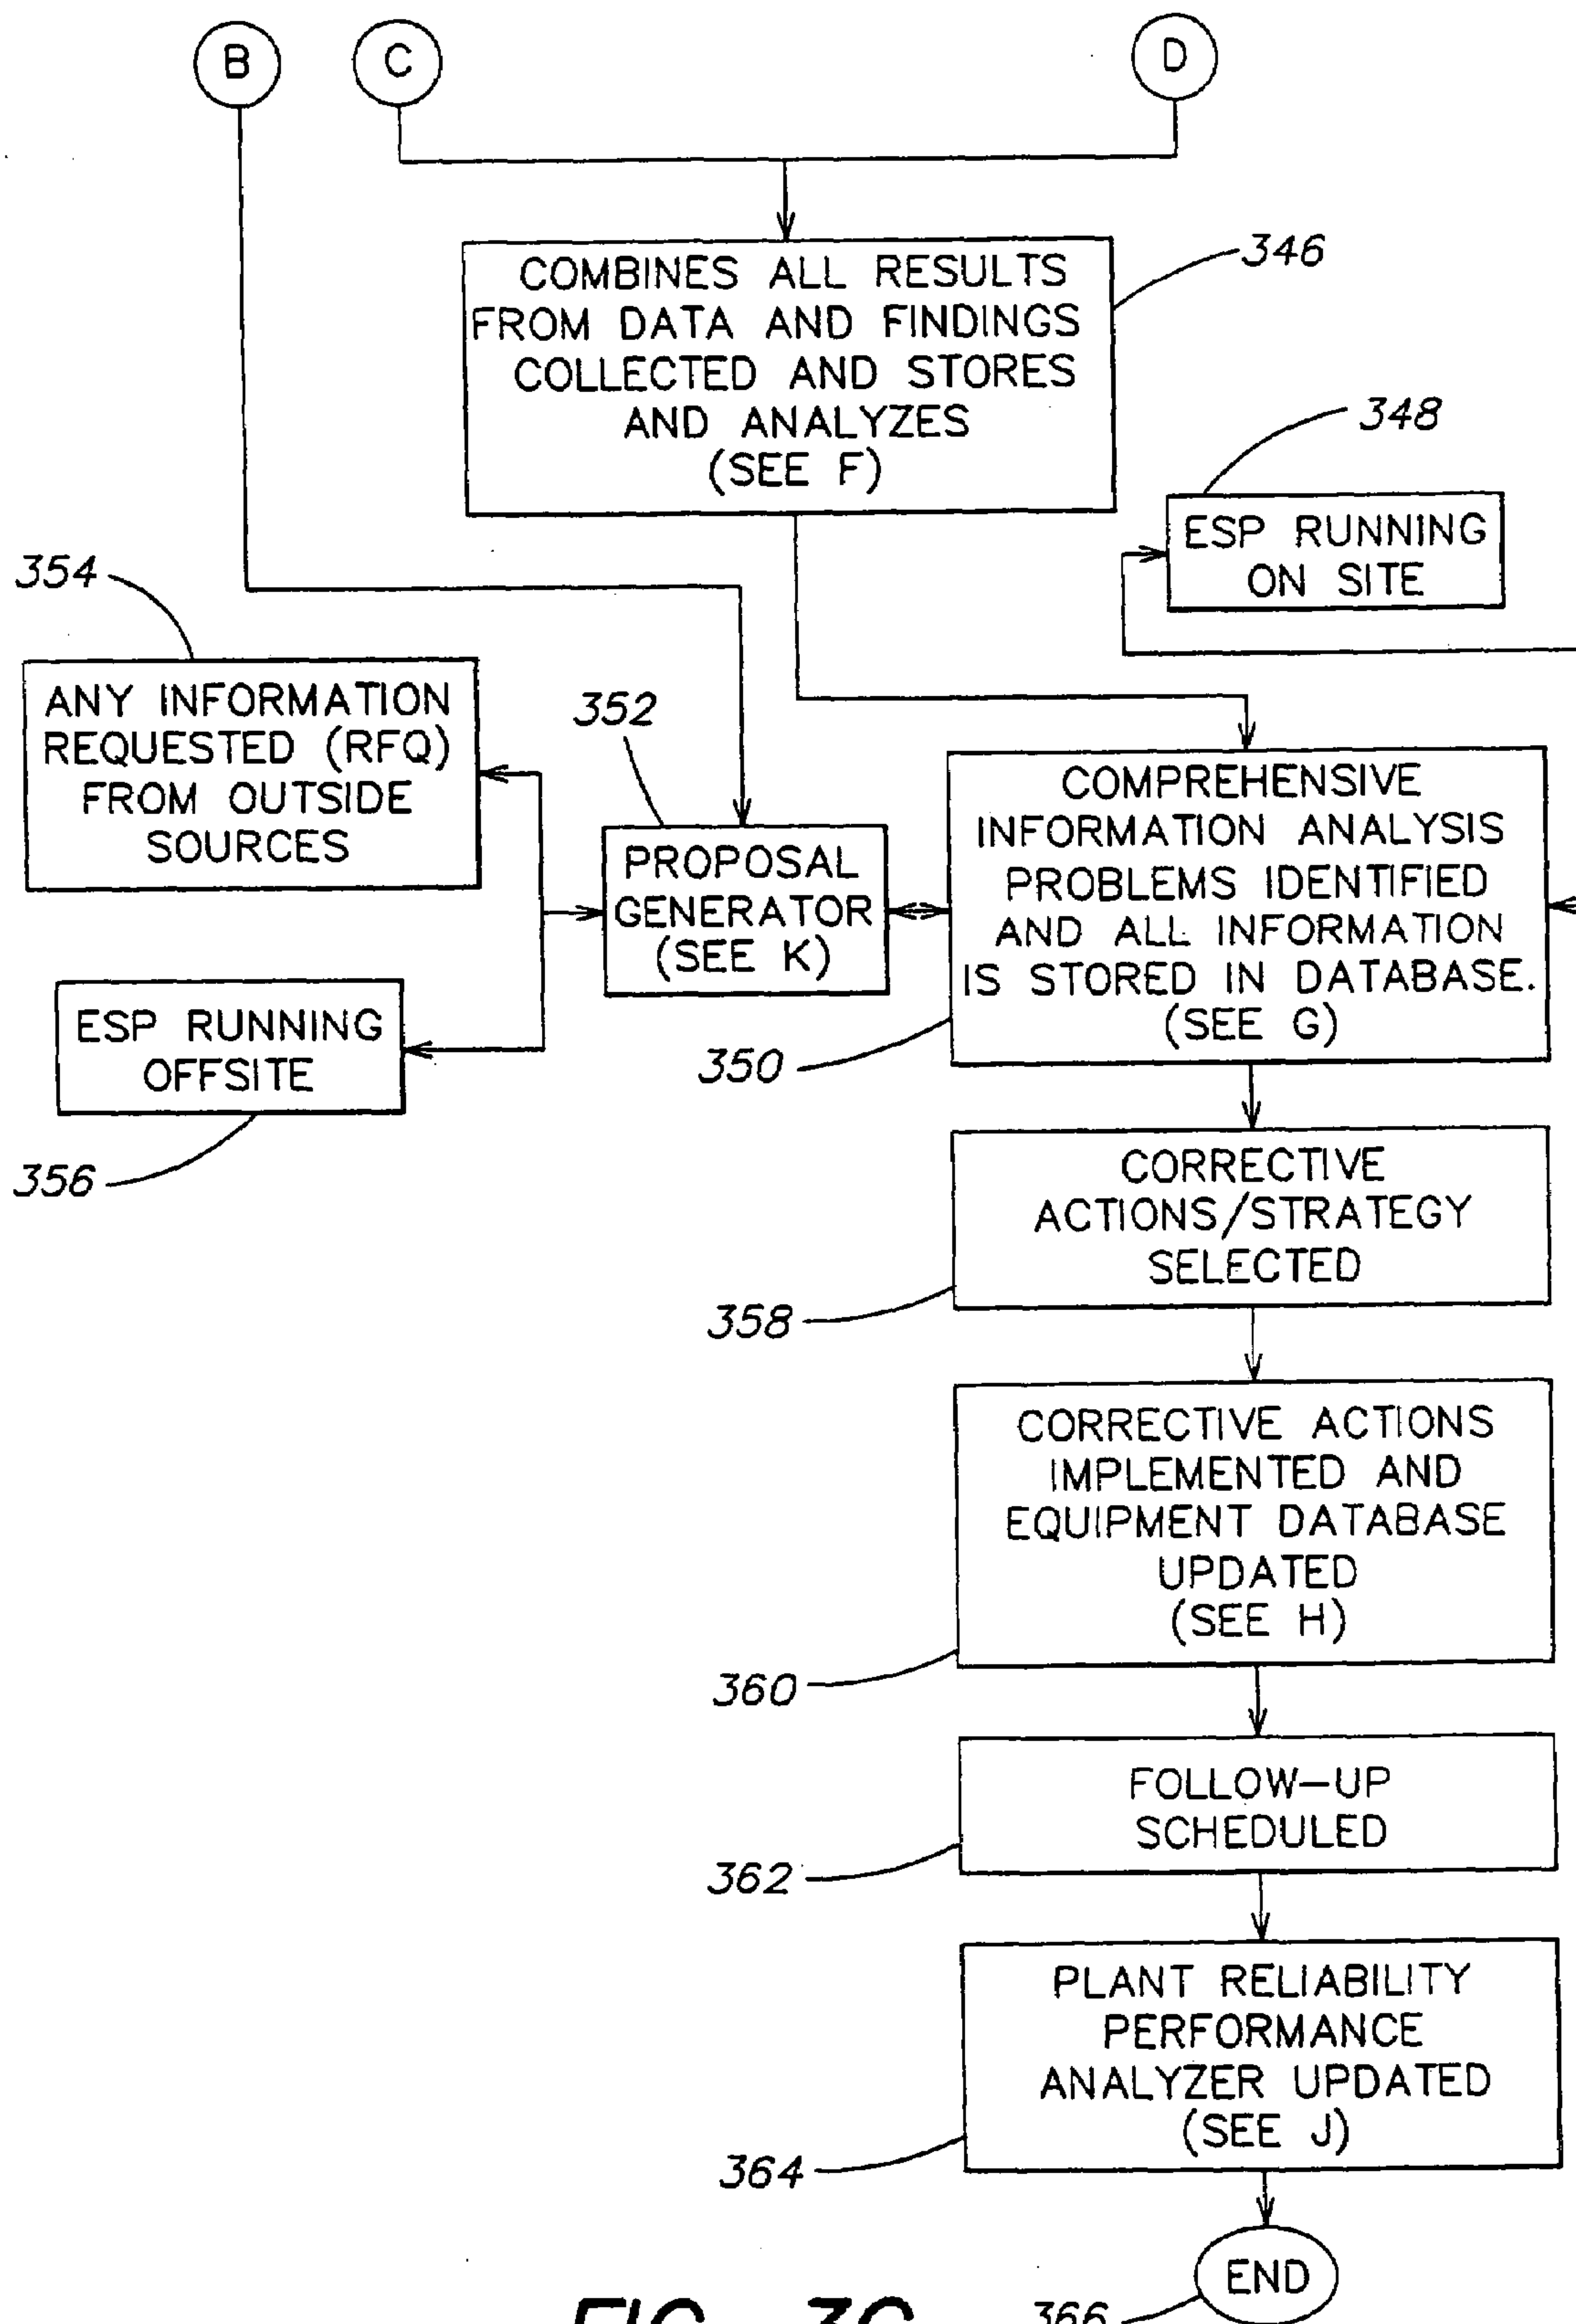 B
C
D
COMBINES ALL RESULTS
FROM DATA AND FINDINGS
COLLECTED AND STORES
AND ANALYZES
(SEE F)
346
348
ESP RUNNING
ON SITE
354
ANY INFORMATION
REQUESTED (RFQ)
FROM OUTSIDE
SOURCES
352
PROPOSAL
GENERATOR
(SEE K)
COMPREHENSIVE
INFORMATION ANALYSIS
PROBLEMS IDENTIFIED
AND ALL INFORMATION
IS STORED IN DATABASE.
(SEE G)
350
ESP RUNNING
OFFSITE
356
CORRECTIVE
ACTIONS/STRATEGY
SELECTED
358
CORRECTIVE ACTIONS
IMPLEMENTED AND
EQUIPMENT DATABASE
UPDATED
(SEE H)
360
FOLLOW-UP
SCHEDULED
362
PLANT RELIABILITY
PERFORMANCE
ANALYZER UPDATED
(SEE J)
364
END
366